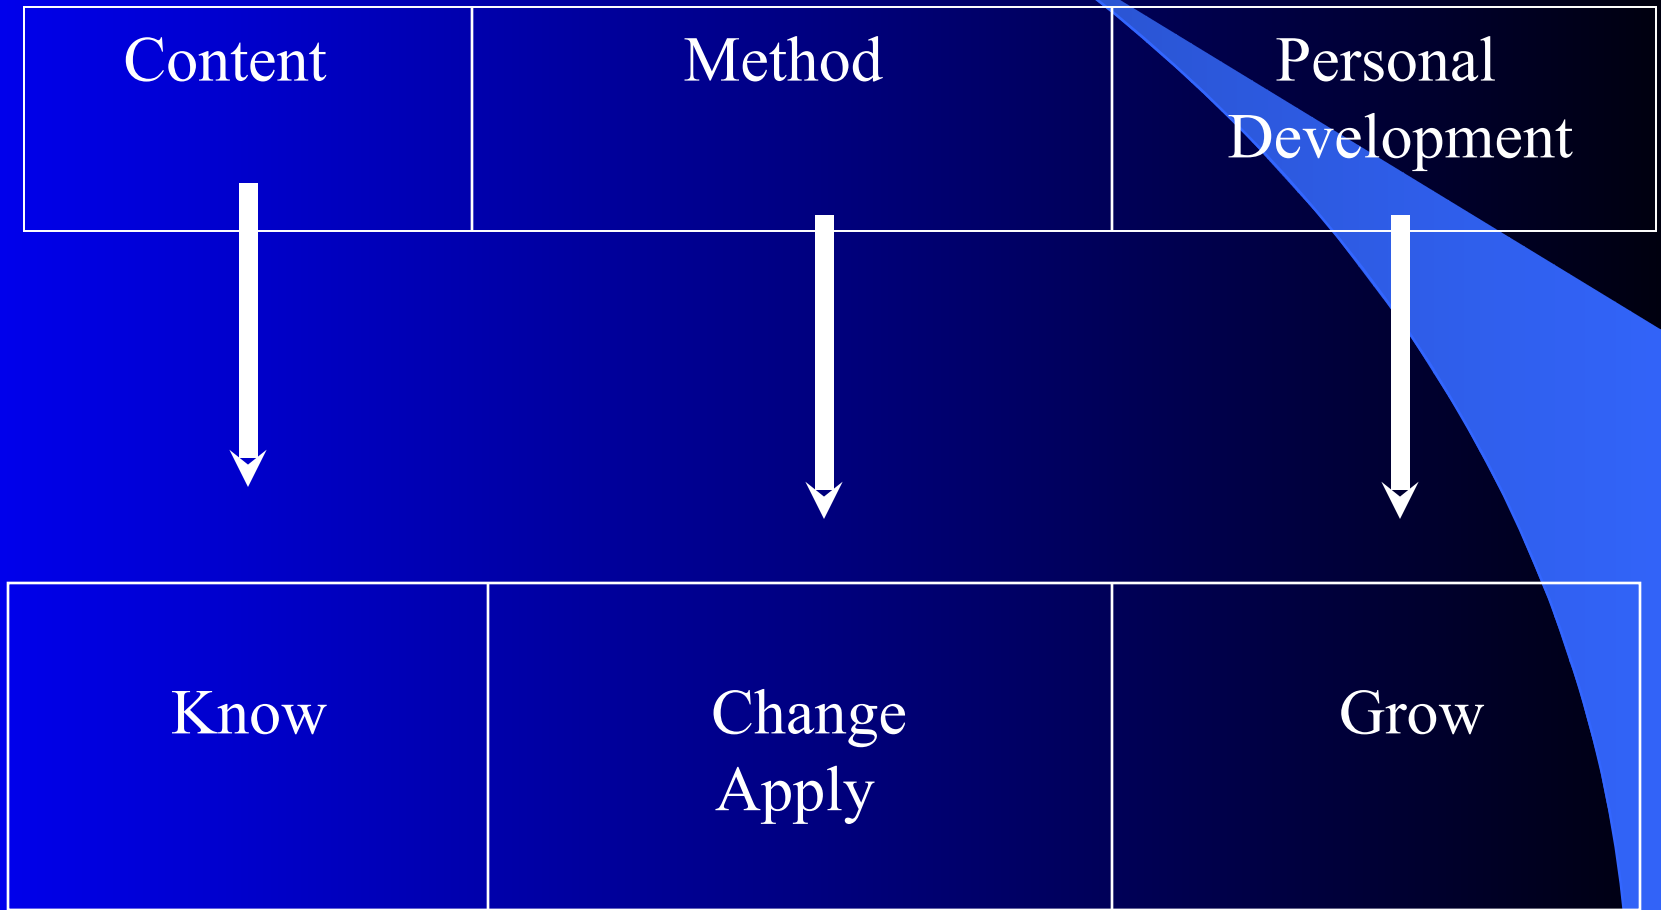 Content
Method
Personal
Development
Know
Change
Apply
Grow